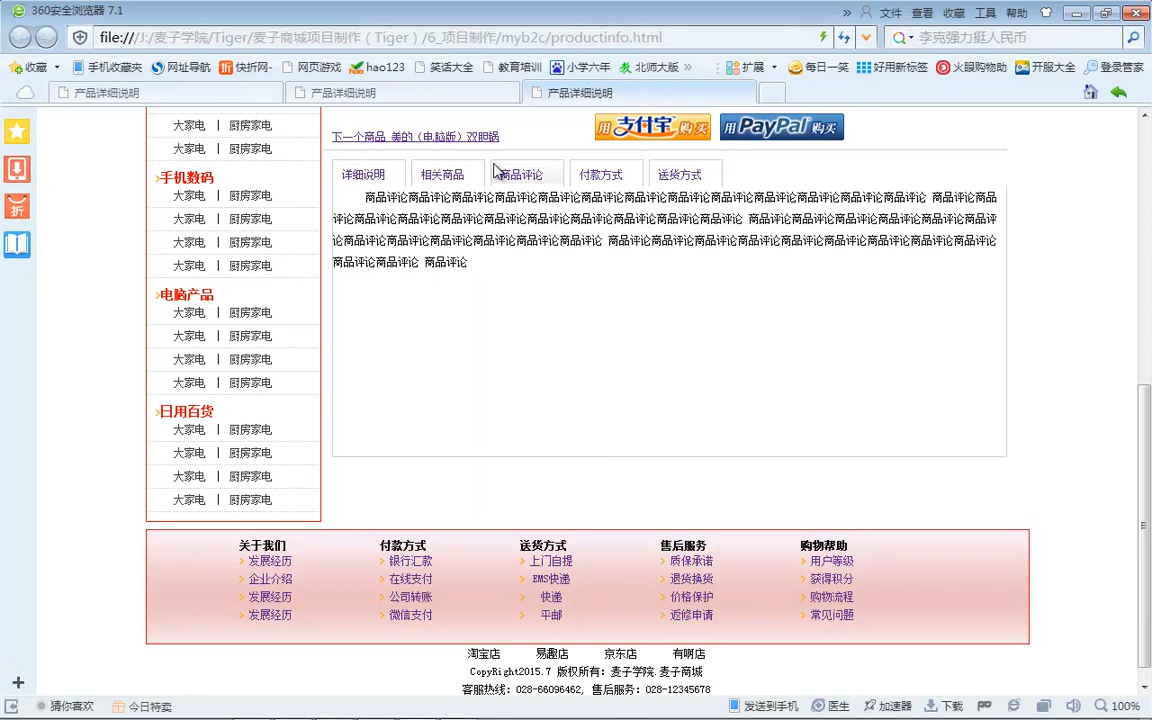 360安全浏览器 7.1
» 文件 查看 收藏 工具 帮助
file:///J:/麦子学院/Tiger/麦子商城项目制作（Tiger）/6_项目制作/myb2c/productinfo.html
李克强力挺人民币
收藏 手机收藏夹 网址导航 快折网- 网页游戏 hao123 笑话大全 教育培训 小学六年 北师大版 » 扩展 每日一笑 好用新标签 火眼购物助 开服大全 登录管家
产品详细说明 产品详细说明 产品详细说明
大家电 | 厨房家电
大家电 | 厨房家电
手机数码
大家电 | 厨房家电
大家电 | 厨房家电
大家电 | 厨房家电
大家电 | 厨房家电
电脑产品
大家电 | 厨房家电
大家电 | 厨房家电
大家电 | 厨房家电
大家电 | 厨房家电
日用百货
大家电 | 厨房家电
大家电 | 厨房家电
大家电 | 厨房家电
大家电 | 厨房家电
下一个商品 美的（电脑版）双胆锅
用支付宝购买 用PayPal购买
详细说明 相关商品 商品评论 付款方式 送货方式
商品评论商品评论商品评论商品评论商品评论商品评论商品评论商品评论商品评论商品评论商品评论商品评论商品评论 商品评论商品
评论商品评论商品评论商品评论商品评论商品评论商品评论商品评论商品评论 商品评论商品评论商品评论商品评论商品评论商品评
论商品评论商品评论商品评论商品评论商品评论商品评论 商品评论商品评论商品评论商品评论商品评论商品评论商品评论商品评论商品评论
商品评论商品评论 商品评论
关于我们 付款方式 送货方式 售后服务 购物帮助
发展经历 银行汇款 上门自提 质保承诺 用户等级
企业介绍 在线支付 EMS快递 退货换货 获得积分
发展经历 公司转账 快递 价格保护 购物流程
发展经历 微信支付 平邮 返修申请 常见问题
淘宝店 易趣店 京东店 有啊店
CopyRight2015.7 版权所有：麦子学院.麦子商城
客服热线：028-66096462, 售后服务：028-12345678
猜你喜欢 今日特卖 发送到手机 医生 加速器 下载 100%
折